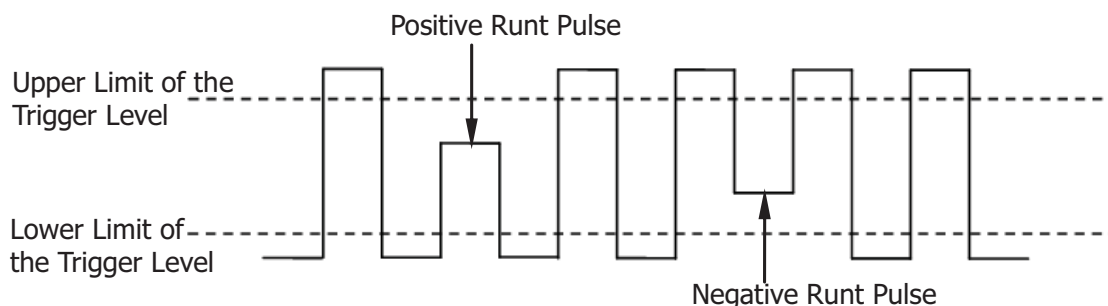 Positive Runt Pulse
Upper Limit of the
Trigger Level
Lower Limit of
the Trigger Level
Negative Runt Pulse